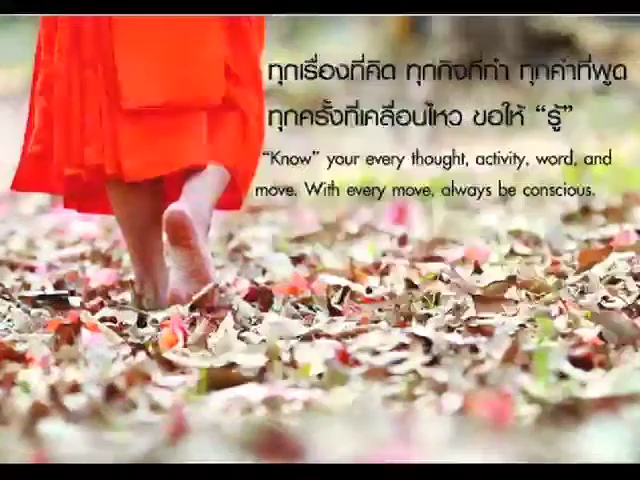 ทุกเรื่องที่คิด ทุกกิจที่ทำ ทุกคำที่พูด
ทุกครั้งที่เคลื่อนไหว ขอให้ “รู้”
“Know” your every thought, activity, word, and
move. With every move, always be conscious.